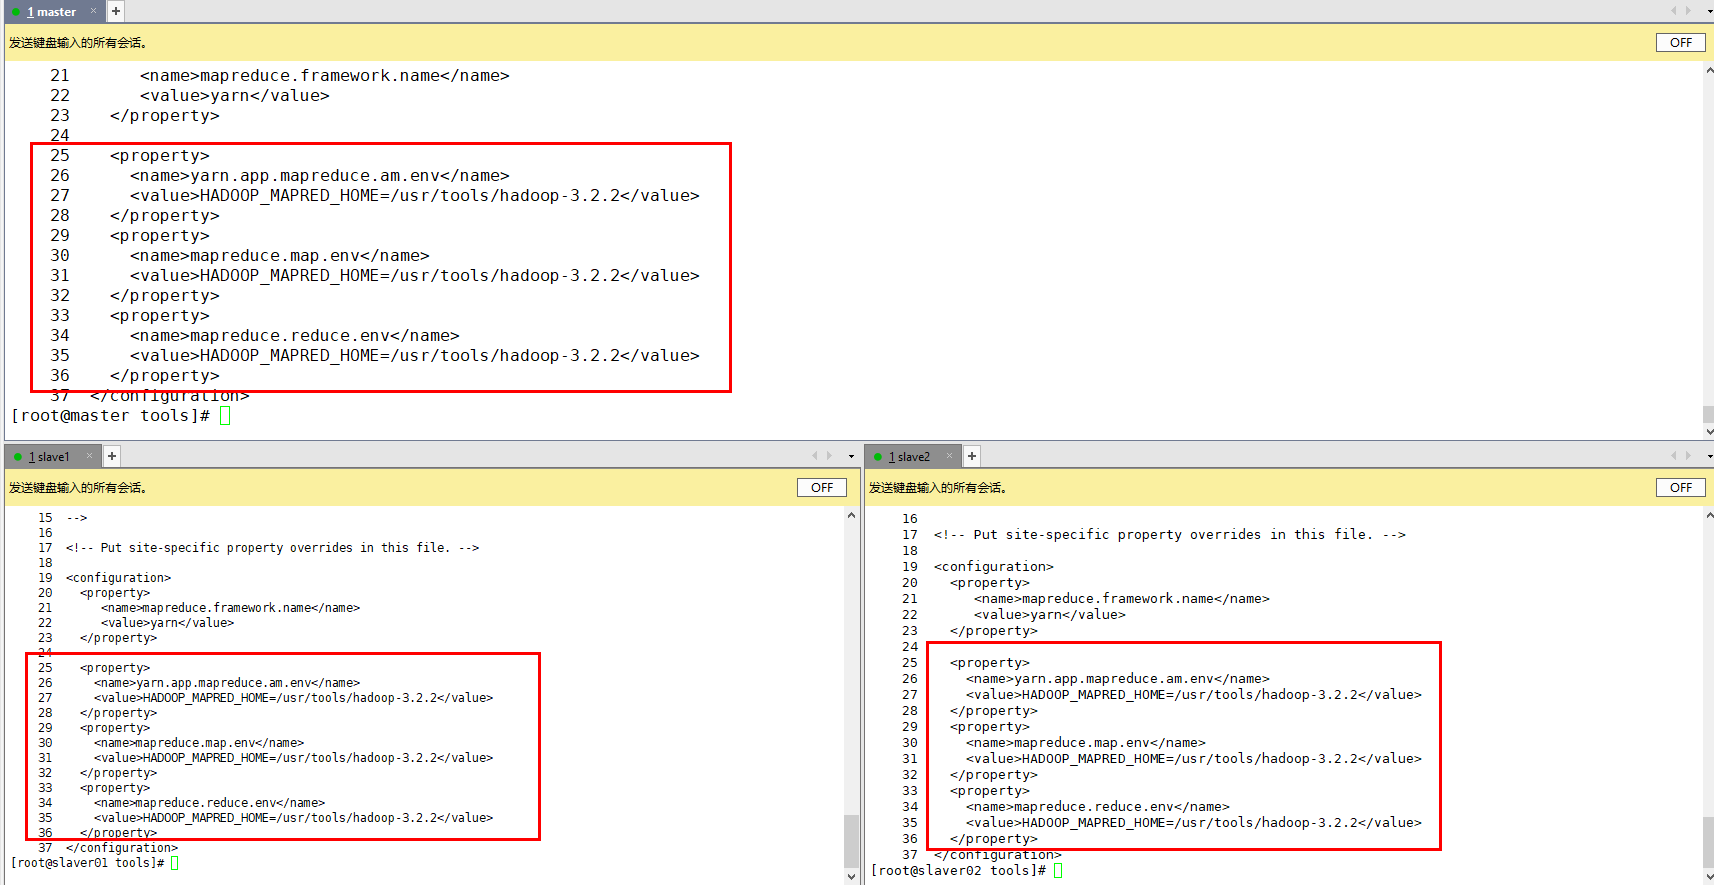 1 master × +
发送键盘输入的所有会话。 OFF
21 <name>mapreduce.framework.name</name>
22 <value>yarn</value>
23 </property>
24
25 <property>
26 <name>yarn.app.mapreduce.am.env</name>
27 <value>HADOOP_MAPRED_HOME=/usr/tools/hadoop-3.2.2</value>
28 </property>
29 <property>
30 <name>mapreduce.map.env</name>
31 <value>HADOOP_MAPRED_HOME=/usr/tools/hadoop-3.2.2</value>
32 </property>
33 <property>
34 <name>mapreduce.reduce.env</name>
35 <value>HADOOP_MAPRED_HOME=/usr/tools/hadoop-3.2.2</value>
36 </property>
37 </configuration>
[root@master tools]#
1 slave1 × +
发送键盘输入的所有会话。 OFF
15 -->
16
17 <!-- Put site-specific property overrides in this file. -->
18
19 <configuration>
20 <property>
21 <name>mapreduce.framework.name</name>
22 <value>yarn</value>
23 </property>
24
25 <property>
26 <name>yarn.app.mapreduce.am.env</name>
27 <value>HADOOP_MAPRED_HOME=/usr/tools/hadoop-3.2.2</value>
28 </property>
29 <property>
30 <name>mapreduce.map.env</name>
31 <value>HADOOP_MAPRED_HOME=/usr/tools/hadoop-3.2.2</value>
32 </property>
33 <property>
34 <name>mapreduce.reduce.env</name>
35 <value>HADOOP_MAPRED_HOME=/usr/tools/hadoop-3.2.2</value>
36 </property>
37 </configuration>
[root@slaver01 tools]#
1 slave2 × +
发送键盘输入的所有会话。 OFF
16
17 <!-- Put site-specific property overrides in this file. -->
18
19 <configuration>
20 <property>
21 <name>mapreduce.framework.name</name>
22 <value>yarn</value>
23 </property>
24
25 <property>
26 <name>yarn.app.mapreduce.am.env</name>
27 <value>HADOOP_MAPRED_HOME=/usr/tools/hadoop-3.2.2</value>
28 </property>
29 <property>
30 <name>mapreduce.map.env</name>
31 <value>HADOOP_MAPRED_HOME=/usr/tools/hadoop-3.2.2</value>
32 </property>
33 <property>
34 <name>mapreduce.reduce.env</name>
35 <value>HADOOP_MAPRED_HOME=/usr/tools/hadoop-3.2.2</value>
36 </property>
37 </configuration>
[root@slaver02 tools]#